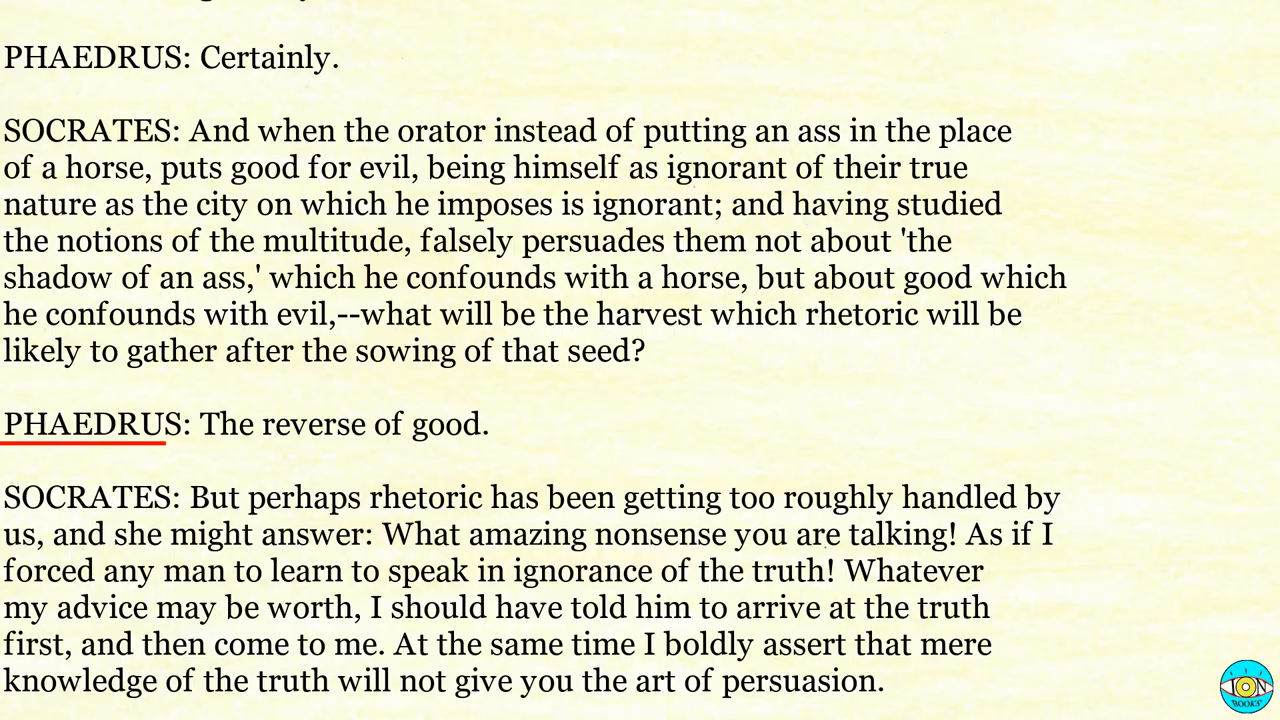 PHAEDRUS: Certainly.
SOCRATES: And when the orator instead of putting an ass in the place
of a horse, puts good for evil, being himself as ignorant of their true
nature as the city on which he imposes is ignorant; and having studied
the notions of the multitude, falsely persuades them not about 'the
shadow of an ass,' which he confounds with a horse, but about good which
he confounds with evil,--what will be the harvest which rhetoric will be
likely to gather after the sowing of that seed?
PHAEDRUS: The reverse of good.
SOCRATES: But perhaps rhetoric has been getting too roughly handled by
us, and she might answer: What amazing nonsense you are talking! As if I
forced any man to learn to speak in ignorance of the truth! Whatever
my advice may be worth, I should have told him to arrive at the truth
first, and then come to me. At the same time I boldly assert that mere
knowledge of the truth will not give you the art of persuasion.
ION
BOOKS